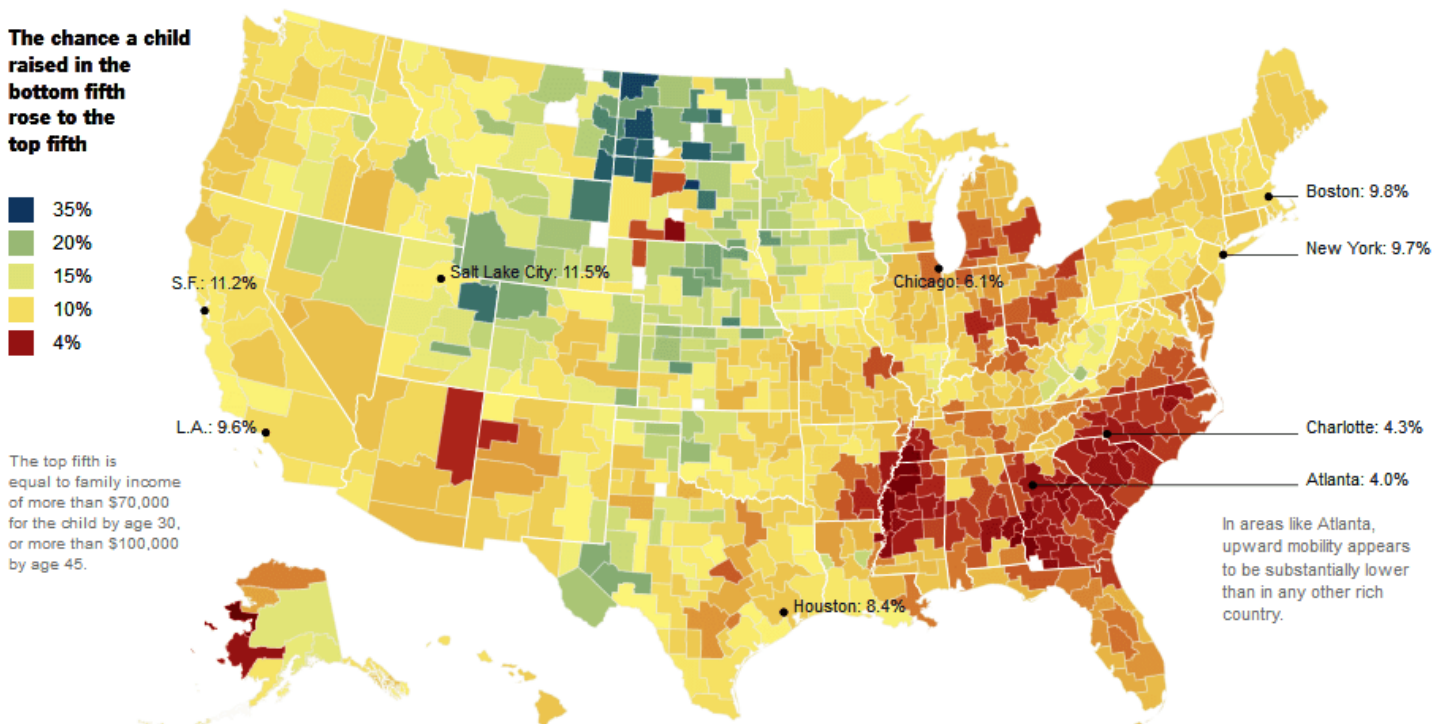 The chance a child
raised in the
bottom fifth
rose to the
top fifth
35%
20%
15%
10%
4%
S.F.: 11.2%
Salt Lake City: 11.5%
L.A.: 9.6%
Chicago: 6.1%
Houston: 8.4%
Boston: 9.8%
New York: 9.7%
Charlotte: 4.3%
Atlanta: 4.0%
The top fifth is
equal to family income
of more than $70,000
for the child by age 30,
or more than $100,000
by age 45.
In areas like Atlanta,
upward mobility appears
to be substantially lower
than in any other rich
country.